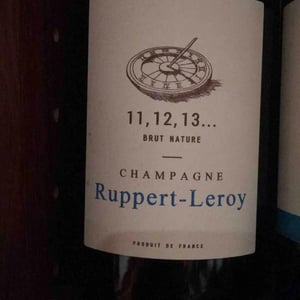 11, 12, 13...
BRUT NATURE
CHAMPAGNE
Ruppert-Leroy
PRODUIT DE FRANCE